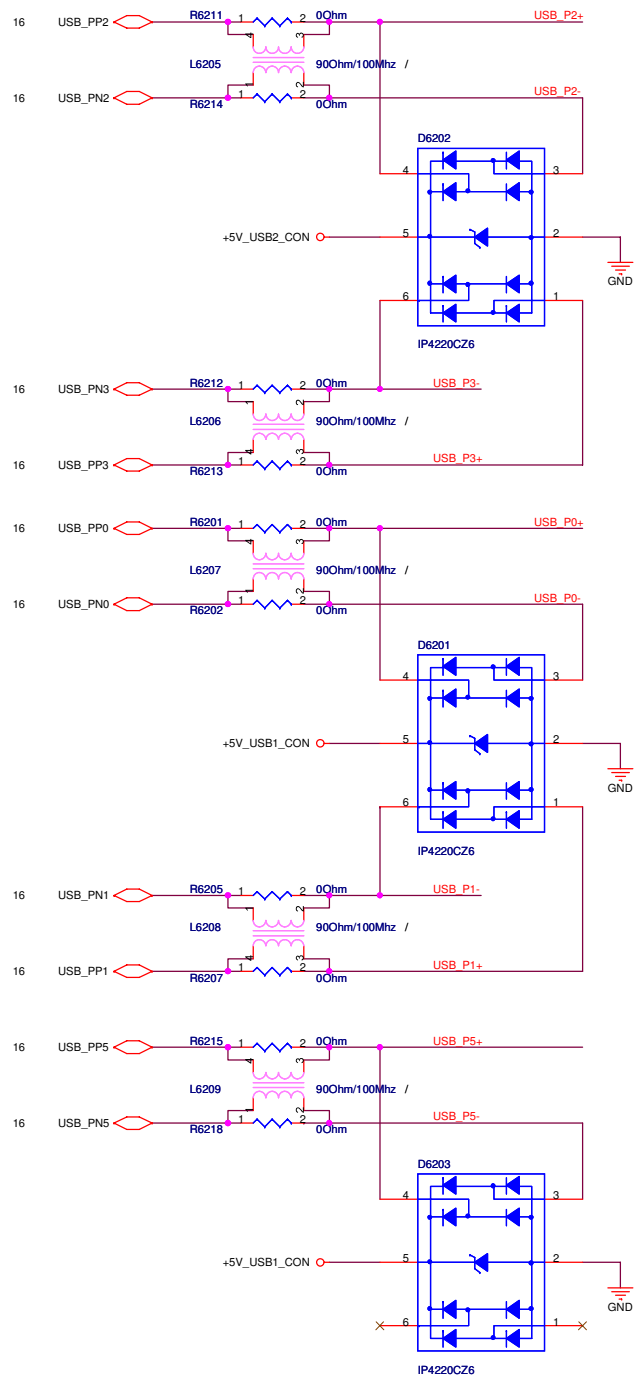 R6211 1 2 0Ohm
16 USB_PP2 USB_P2+
4 3
L6205 90Ohm/100Mhz /
1 2
16 USB_PN2 1 2 USB_P2-
R6214 0Ohm
D6202
4 3
+5V_USB2_CON 5 2
GND
6 1
IP4220CZ6
R6212 1 2 0Ohm
16 USB_PN3 USB_P3-
1 2
L6206 90Ohm/100Mhz /
4 3
16 USB_PP3 1 2 USB_P3+
R6213 0Ohm
R6201 1 2 0Ohm
16 USB_PP0 USB_P0+
4 3
L6207 90Ohm/100Mhz /
1 2
16 USB_PN0 1 2 USB_P0-
R6202 0Ohm
D6201
4 3
+5V_USB1_CON 5 2
GND
6 1
IP4220CZ6
R6205 1 2 0Ohm
16 USB_PN1 USB_P1-
1 2
L6208 90Ohm/100Mhz /
4 3
16 USB_PP1 1 2 USB_P1+
R6207 0Ohm
R6215 1 2 0Ohm
16 USB_PP5 USB_P5+
4 3
L6209 90Ohm/100Mhz /
1 2
16 USB_PN5 1 2 USB_P5-
R6218 0Ohm
D6203
4 3
+5V_USB1_CON 5 2
GND
6 1
IP4220CZ6